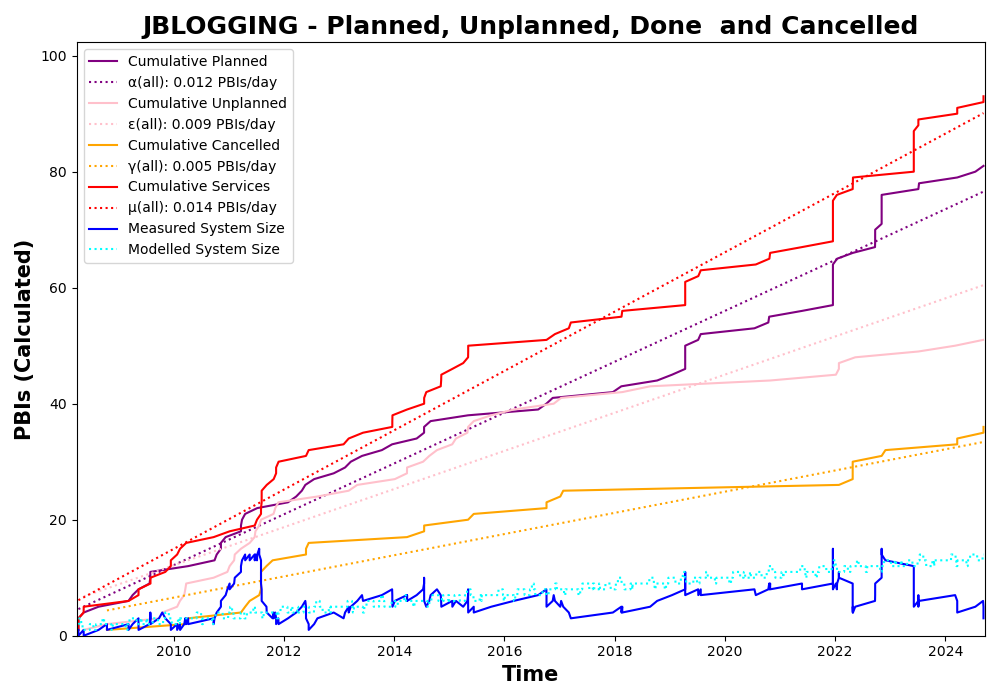 JBLOGGING - Planned, Unplanned, Done  and Cancelled
Cumulative Planned
α(all): 0.012 PBIs/day
Cumulative Unplanned
ε(all): 0.009 PBIs/day
Cumulative Cancelled
γ(all): 0.005 PBIs/day
Cumulative Services
μ(all): 0.014 PBIs/day
Measured System Size
Modelled System Size
PBIs (Calculated)
100
80
60
40
20
0
2010 2012 2014 2016 2018 2020 2022 2024
Time